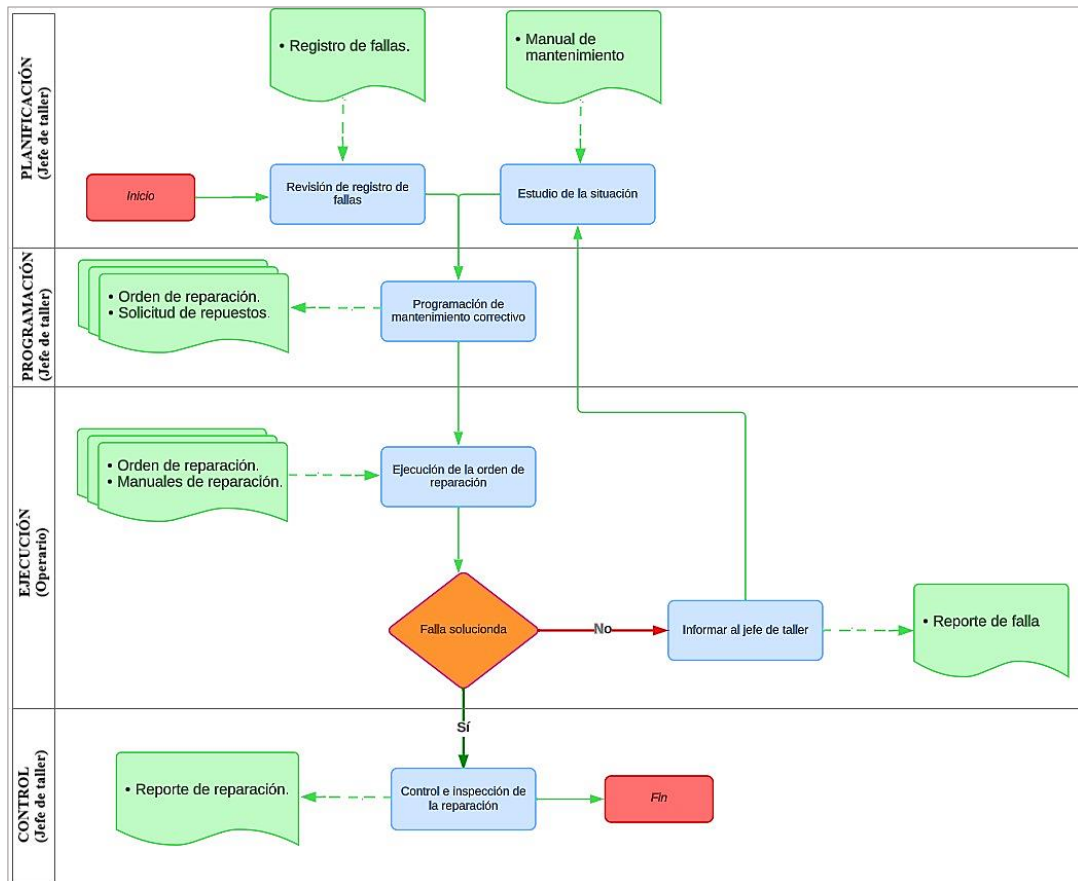 PLANIFICACIÓN
(Jefe de taller)
• Registro de fallas.
• Manual de
mantenimiento
Inicio
Revisión de registro de
fallas
Estudio de la situación
PROGRAMACIÓN
(Jefe de taller)
• Orden de reparación.
• Solicitud de repuestos.
Programación de
mantenimiento correctivo
EJECUCIÓN
(Operario)
• Orden de reparación.
• Manuales de reparación.
Ejecución de la orden de
reparación
Falla soluciónda
No
Informar al jefe de taller
• Reporte de falla
Sí
CONTROL
(Jefe de taller)
• Reporte de reparación.
Control e inspección de
la reparación
Fin